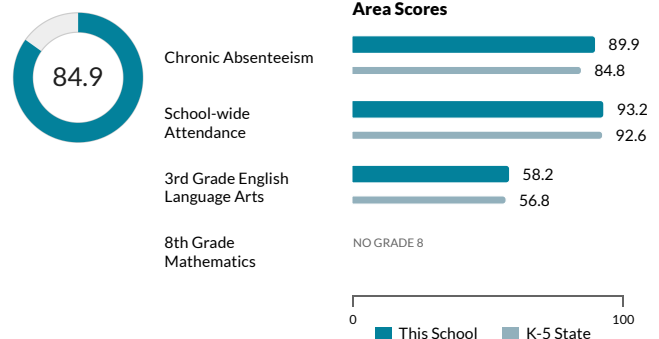 Area Scores
84.9
Chronic Absenteeism
89.9
84.8
School-wide
Attendance
93.2
92.6
3rd Grade English
Language Arts
58.2
56.8
8th Grade
Mathematics
NO GRADE 8
0
100
This School
K-5 State